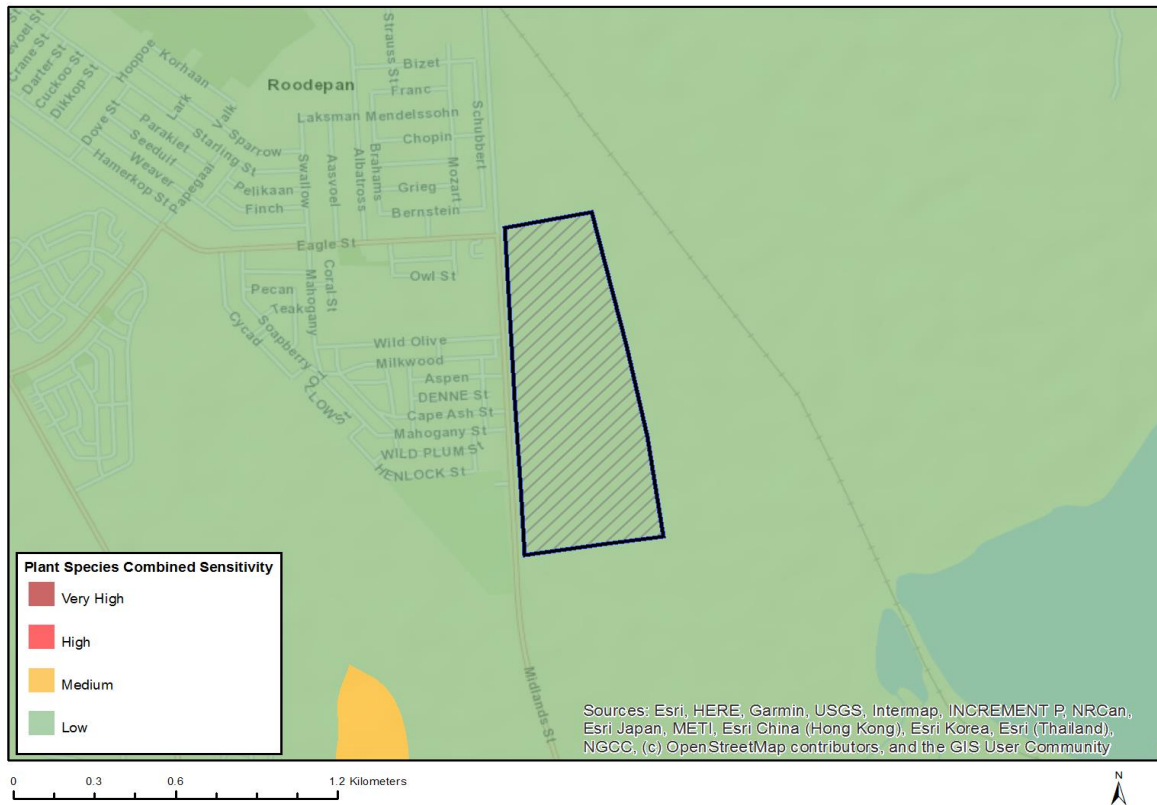 evoel St
Crane St
Darter St
Cuckoo St
Dikkop St
Hoopoe
Korhaan
Lark
Valk
Dove St
Parakiet
Seeduif
Weaver
Hamerkop St
Papegaai
Starling St
Sparrow
Pelikaan
Finch
Swallow
Aasvoel
Albatross
Roodepan
Strauss St
Bizet
Franc
Laksman
Mendelssohn
Chopin
Schubbert
Brahams
Mozart
Grieg
Bernstein
Eagle St
Owl St
Coral St
Mahogany
Pecan
Teak
Cycad
Soapberry
Wild Olive
Milkwood
Aspen
DENNE St
Cape Ash St
Mahogany St
WILD PLUM St
HENLOCK St
Midlands St
Plant Species Combined Sensitivity
Very High
High
Medium
Low
Sources: Esri, HERE, Garmin, USGS, Intermap, INCREMENT P, NRCan,
Esri Japan, METI, Esri China (Hong Kong), Esri Korea, Esri (Thailand),
NGCC, (c) OpenStreetMap contributors, and the GIS User Community
0 0.3 0.6 1.2 Kilometers
N